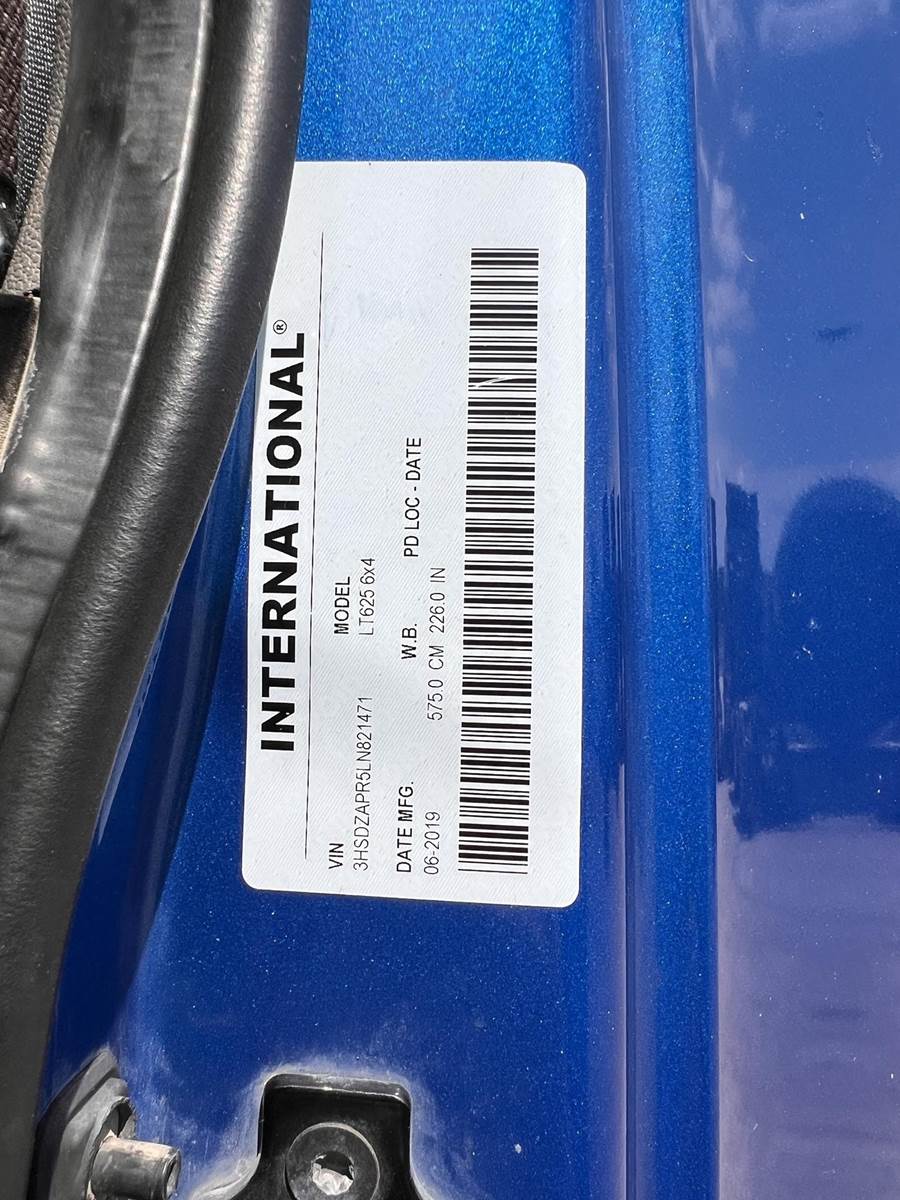 INTERNATIONAL®
VIN MODEL
3HSDZAPR5LN821471 LT625 6x4
DATE MFG. W.B. PD LOC - DATE
06-2019 575.0 CM 226.0 IN